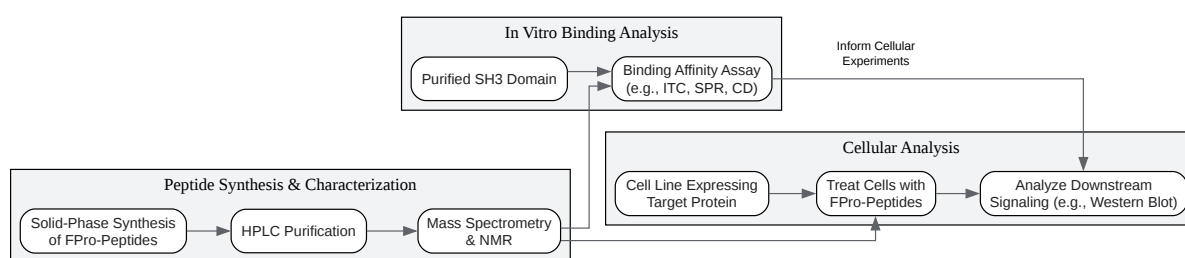 In Vitro Binding Analysis
Purified SH3 Domain
Binding Affinity Assay
(e.g., ITC, SPR, CD)
Inform Cellular
Experiments
Cellular Analysis
Cell Line Expressing
Target Protein
Treat Cells with
FPro-Peptides
Analyze Downstream
Signaling (e.g., Western Blot)
Peptide Synthesis & Characterization
Solid-Phase Synthesis
of FPro-Peptides
HPLC Purification
Mass Spectrometry
& NMR